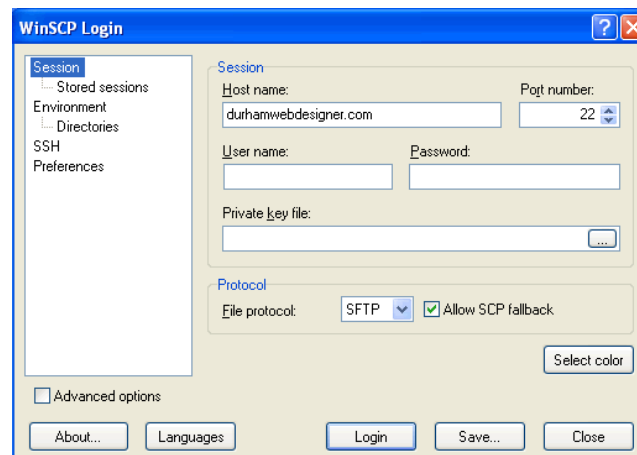 WinSCP Login
Session
Stored sessions
Environment
Directories
SSH
Preferences
Session
Host name:
Port number:
durhamwebdesigner.com
22
User name:
Password:
Private key file:
...
Protocol
File protocol:
SFTP
Allow SCP fallback
Select color
Advanced options
About...
Languages
Login
Save...
Close